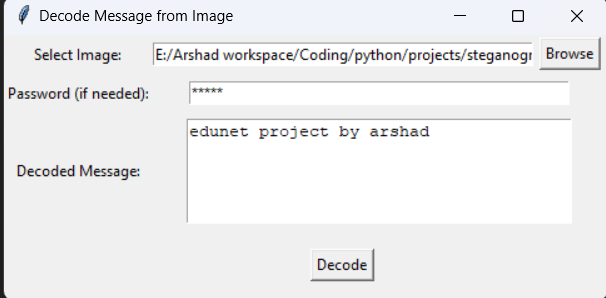 Decode Message from Image
Select Image: E:/Arshad workspace/Coding/python/projects/steganogr Browse
Password (if needed): *****
edunet project by arshad
Decoded Message:
Decode